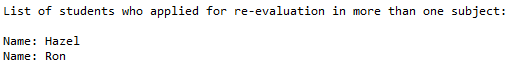 List of students who applied for re-evaluation in more than one subject:
Name: Hazel
Name: Ron